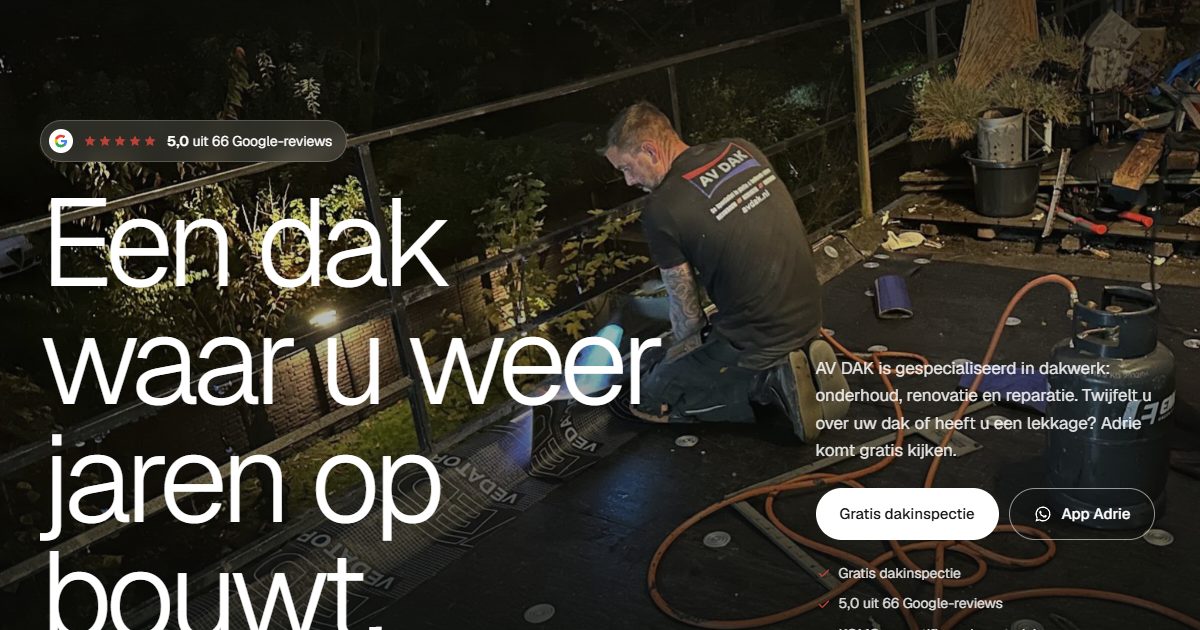 5,0 uit 66 Google-reviews
Een dak
waar u weer
jaren op
bouwt.
AV DAK
avdak.nl
VEDATOP
VEDATOP
AV DAK is gespecialiseerd in dakwerk:
onderhoud, renovatie en reparatie. Twijfelt u
over uw dak of heeft u een lekkage? Adrie
komt gratis kijken.
Gratis dakinspectie
App Adrie
Gratis dakinspectie
5,0 uit 66 Google-reviews